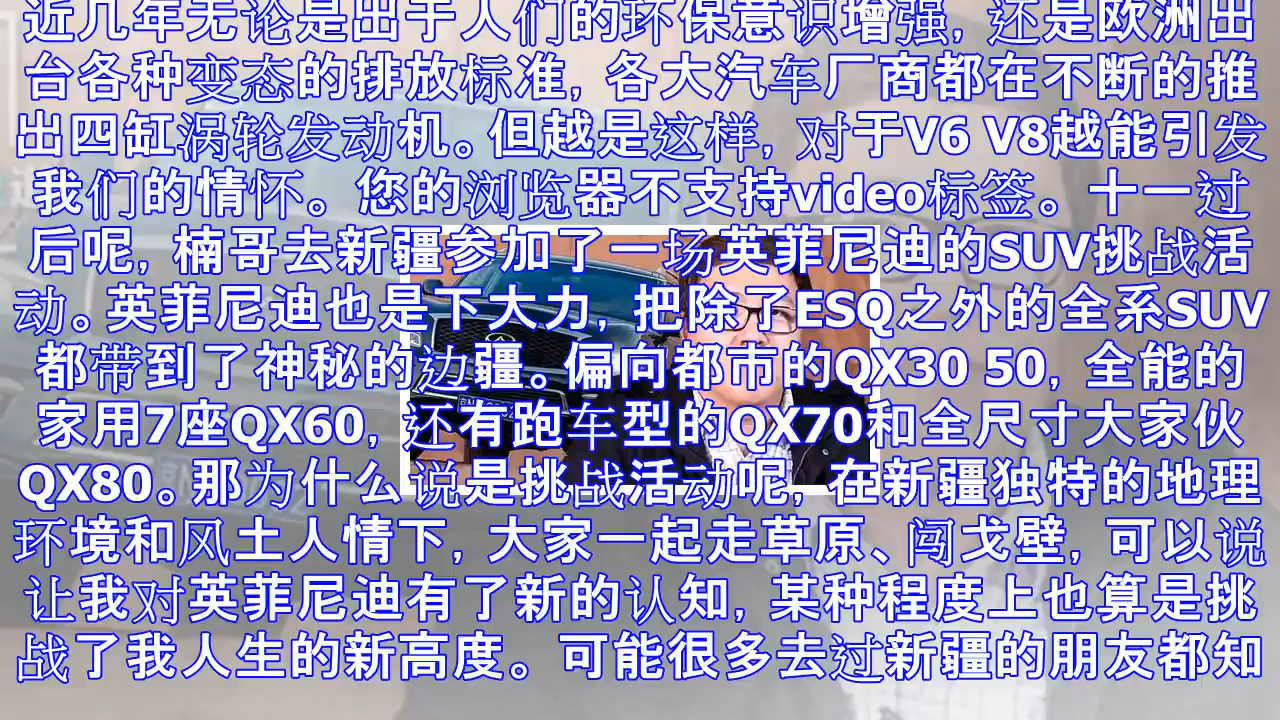 近几年无论是出于人们的环保意识增强，还是欧洲出
台各种变态的排放标准，各大汽车厂商都在不断的推
出四缸涡轮发动机。但越是这样，对于V6 V8越能引发
我们的情怀。您的浏览器不支持video标签。十一过
后呢，楠哥去新疆参加了一场英菲尼迪的SUV挑战活
动。英菲尼迪也是下大力，把除了ESQ之外的全系SUV
都带到了神秘的边疆。偏向都市的QX30 50，全能的
家用7座QX60，还有跑车型的QX70和全尺寸大家伙
QX80。那为什么说是挑战活动呢，在新疆独特的地理
环境和风土人情下，大家一起走草原、闯戈壁，可以说
让我对英菲尼迪有了新的认知，某种程度上也算是挑
战了我人生的新高度。可能很多去过新疆的朋友都知